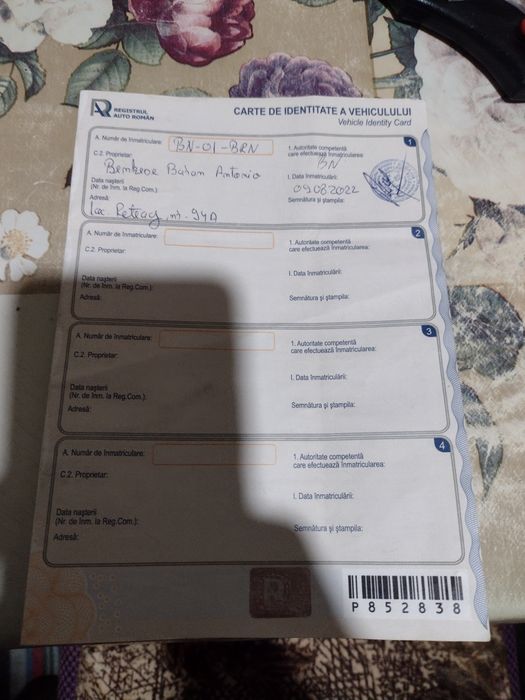 REGISTRUL
AUTO ROMÂN
CARTE DE IDENTITATE A VEHICULULUI
Vehicle Identity Card
1
A. Număr de înmatriculare: BN-01-BRN
1. Autoritate competentă
care efectuează înmatricularea
BN
C.2. Proprietar:
Antonio
I. Data înmatriculării:
09082022
Data nașterii
(Nr. de înm. la Reg.Com.)
Semnătura și ștampila:
Adresă:
loc. Reteag nr. 94A
2
A. Număr de înmatriculare:
1. Autoritate competentă
care efectuează înmatricularea:
C.2. Proprietar:
I. Data înmatriculării:
Data nașterii
(Nr. de înm. la Reg.Com.):
Adresă:
Semnătura și ștampila:
3
A. Număr de înmatriculare:
1. Autoritate competentă
care efectuează înmatricularea:
C.2. Proprietar:
I. Data înmatriculării:
Data nașterii
(Nr. de înm. la Reg.Com.):
Adresă:
Semnătura și ștampila:
4
A. Număr de înmatriculare:
1. Autoritate competentă
care efectuează înmatricularea:
C.2. Proprietar:
I. Data înmatriculării:
Data nașterii
(Nr. de înm. la Reg.Com.):
Semnătura și ștampila:
Adresă:
P852838